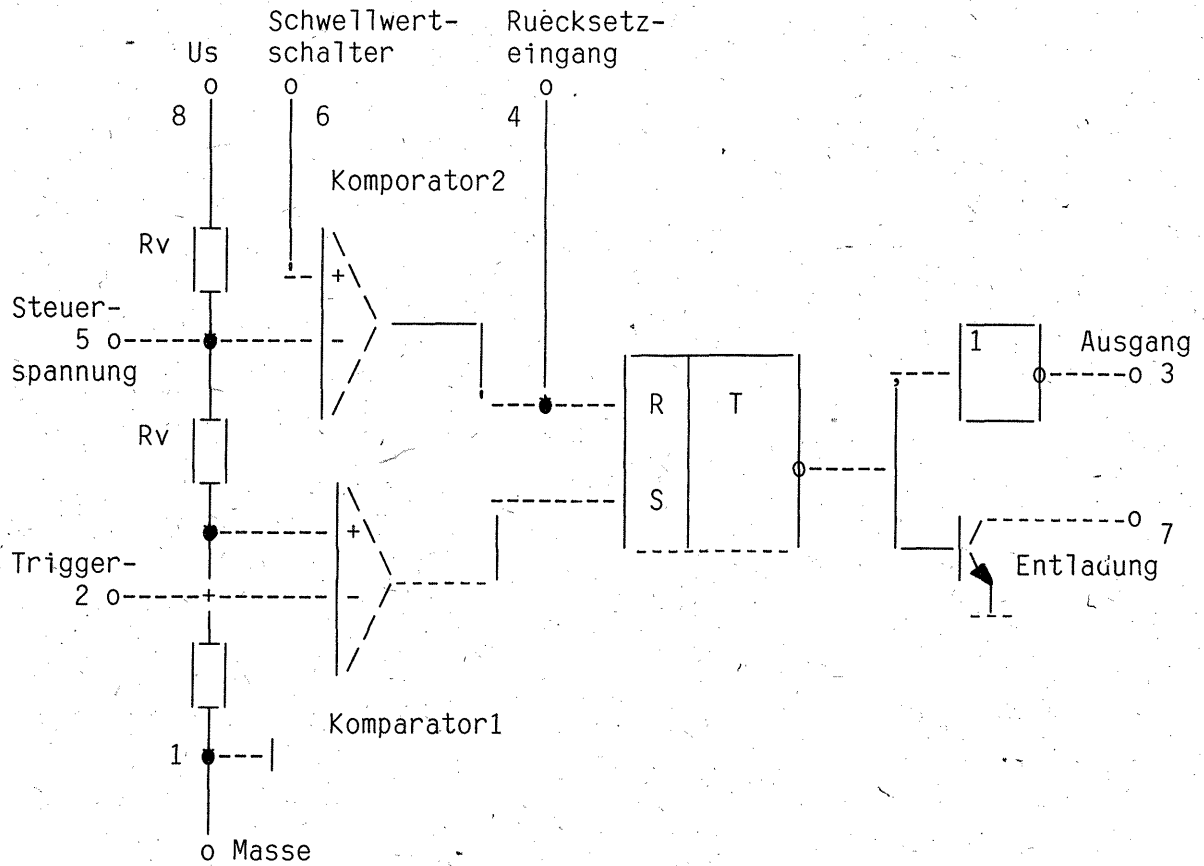 Schwellwert-
schalter
Ruecksetz-
eingang
Us
8
6
4
Komporator2
Rv
+
Steuer-
5
-
spannung
1
Ausgang
3
Rv
R
T
S
+
Trigger-
2
-
7
Entladung
Komparator1
1
Masse